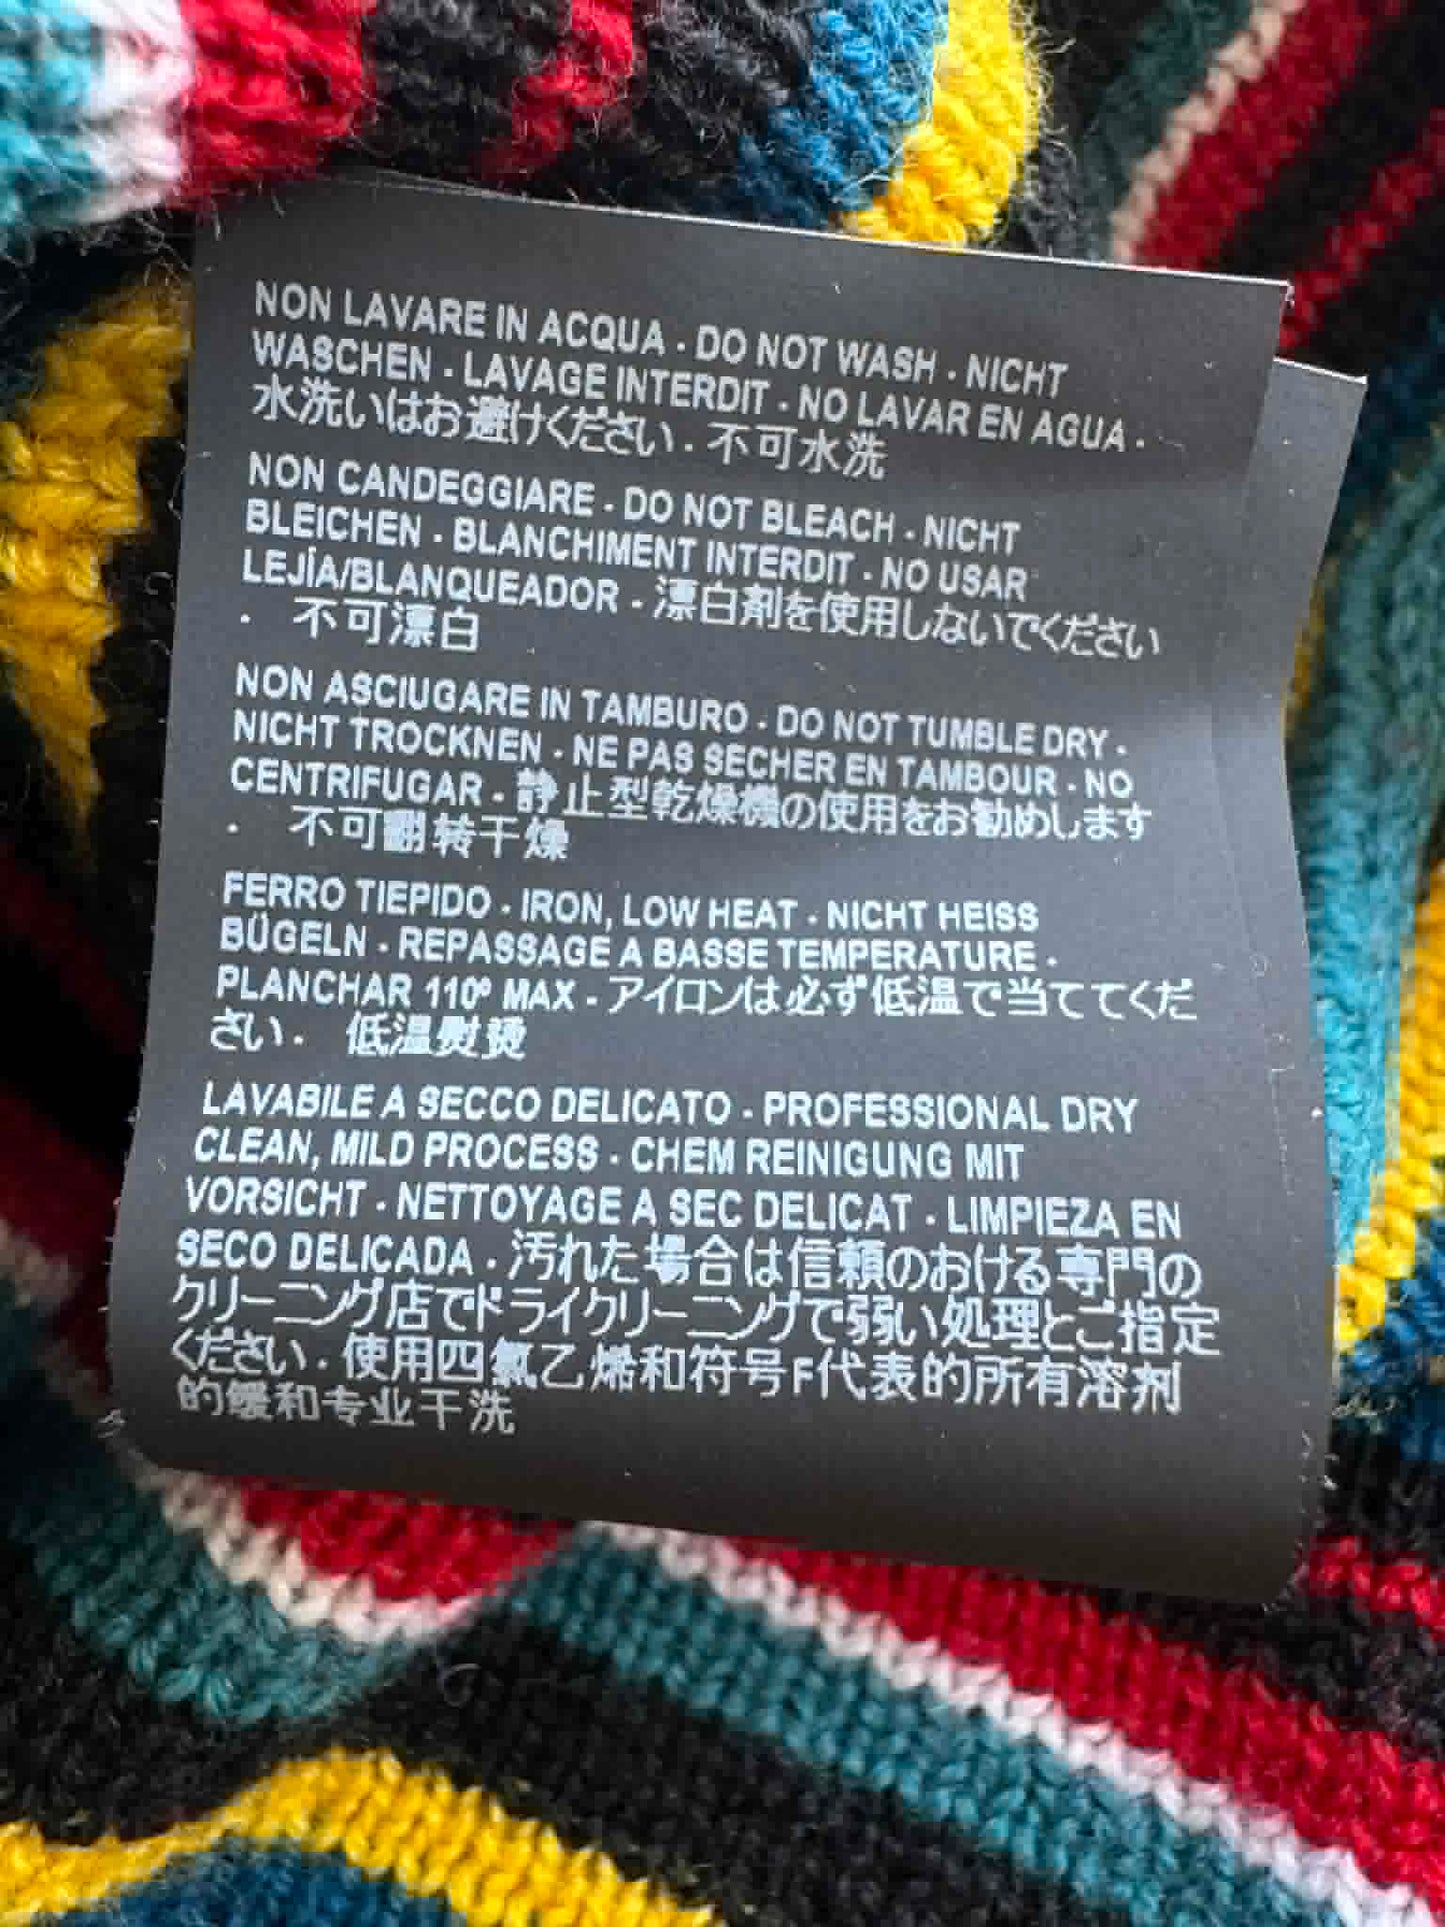 NON LAVARE IN ACQUA - DO NOT WASH - NICHT
WASCHEN - LAVAGE INTERDIT - NO LAVAR EN AGUA -
水洗いはお避けください - 不可水洗
NON CANDEGGIARE - DO NOT BLEACH - NICHT
BLEICHEN - BLANCHIMENT INTERDIT - NO USAR
LEJÍA/BLANQUEADOR - 漂白剤を使用しないでください
- 不可漂白
NON ASCIUGARE IN TAMBURO - DO NOT TUMBLE DRY -
NICHT TROCKNEN - NE PAS SECHER EN TAMBOUR - NO
CENTRIFUGAR - 静止型乾燥機の使用をお勧めします
- 不可翻转干燥
FERRO TIEPIDO - IRON, LOW HEAT - NICHT HEISS
BÜGELN - REPASSAGE A BASSE TEMPERATURE -
PLANCHAR 110º MAX - アイロンは必ず低温で当ててくだ
さい - 低温熨烫
LAVABILE A SECCO DELICATO - PROFESSIONAL DRY
CLEAN, MILD PROCESS - CHEM REINIGUNG MIT
VORSICHT - NETTOYAGE A SEC DELICAT - LIMPIEZA EN
SECO DELICADA - 汚れた場合は信頼のおける専門の
クリーニング店でドライクリーニングで弱い処理とご指定
ください - 使用四氯乙烯和符号F代表的所有溶剂
的缓和专业干洗